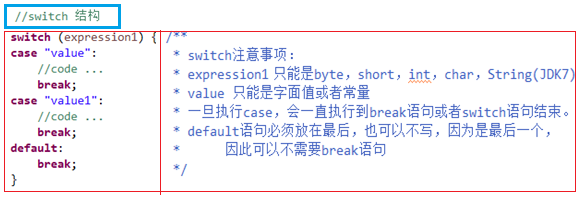 //switch 结构
switch (expression1) {
case "value":
//code ...
break;
case "value1":
//code ...
break;
default:
break;
}
/**
* switch注意事项：
* expression1 只能是byte，short，int，char，String(JDK7)
* value 只能是字面值或者常量
* 一旦执行case，会一直执行到break语句或者switch语句结束。
* default语句必须放在最后，也可以不写，因为是最后一个，
* 因此可以不需要break语句
*/